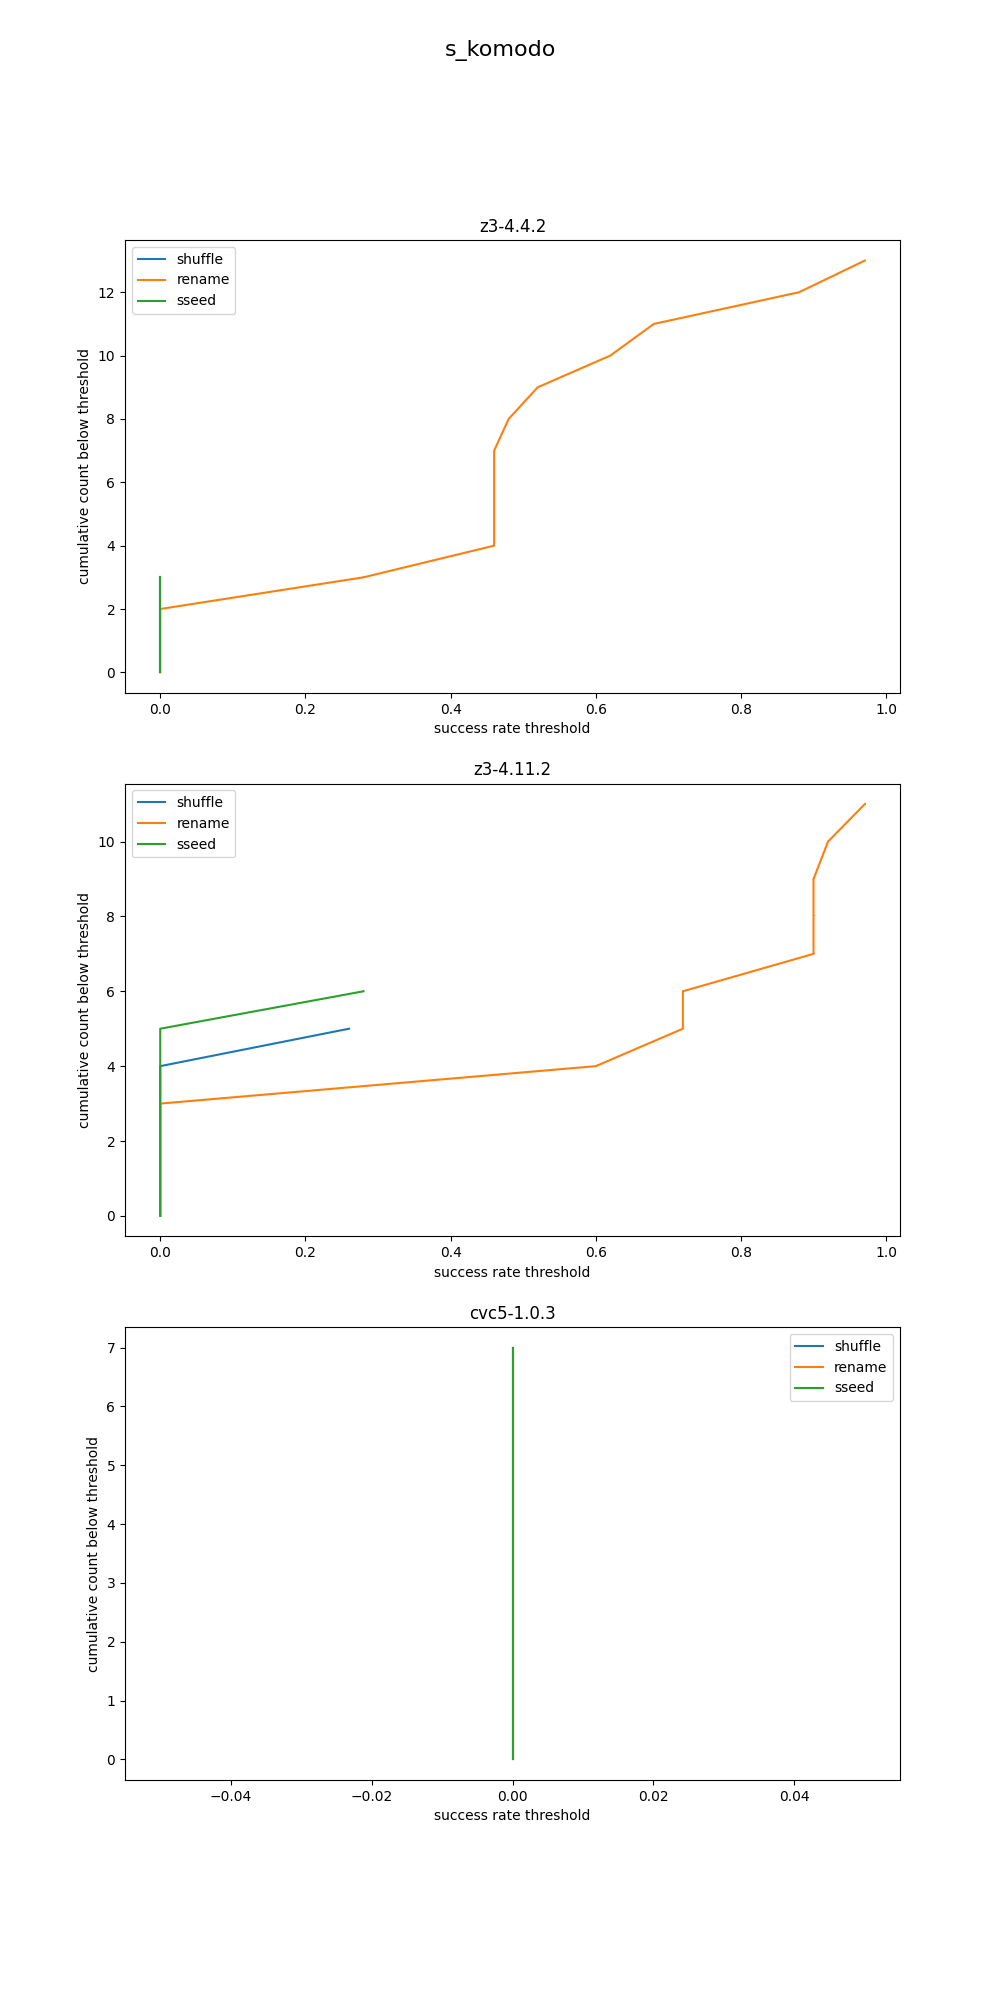 s_komodo
z3-4.4.2
shuffle
rename
sseed
cumulative count below threshold
12
10
8
6
4
2
0
0.0 0.2 0.4 0.6 0.8 1.0
success rate threshold
z3-4.11.2
shuffle
rename
sseed
cumulative count below threshold
10
8
6
4
2
0
0.0 0.2 0.4 0.6 0.8 1.0
success rate threshold
cvc5-1.0.3
shuffle
rename
sseed
cumulative count below threshold
7
6
5
4
3
2
1
0
−0.04 −0.02 0.00 0.02 0.04
success rate threshold